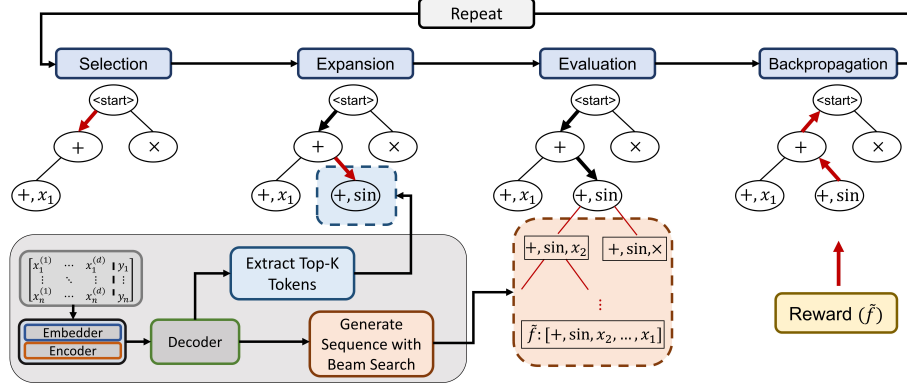 Repeat
Selection
Expansion
Evaluation
Backpropagation
<start>
+
×
+, x₁
<start>
+
×
+, x₁
+, sin
<start>
+
×
+, x₁
+, sin
+, sin, x₂
+, sin, ×
⋮
f̃: [+, sin, x₂, …, x₁]
<start>
+
×
+, x₁
+, sin
Reward (f̃)
x₁⁽¹⁾ ⋯ x₁⁽ᵈ⁾ y₁
⋮ ⋱ ⋮ ⋮
xₙ⁽¹⁾ ⋯ xₙ⁽ᵈ⁾ yₙ
Embedder
Encoder
Decoder
Extract Top-K
Tokens
Generate
Sequence with
Beam Search